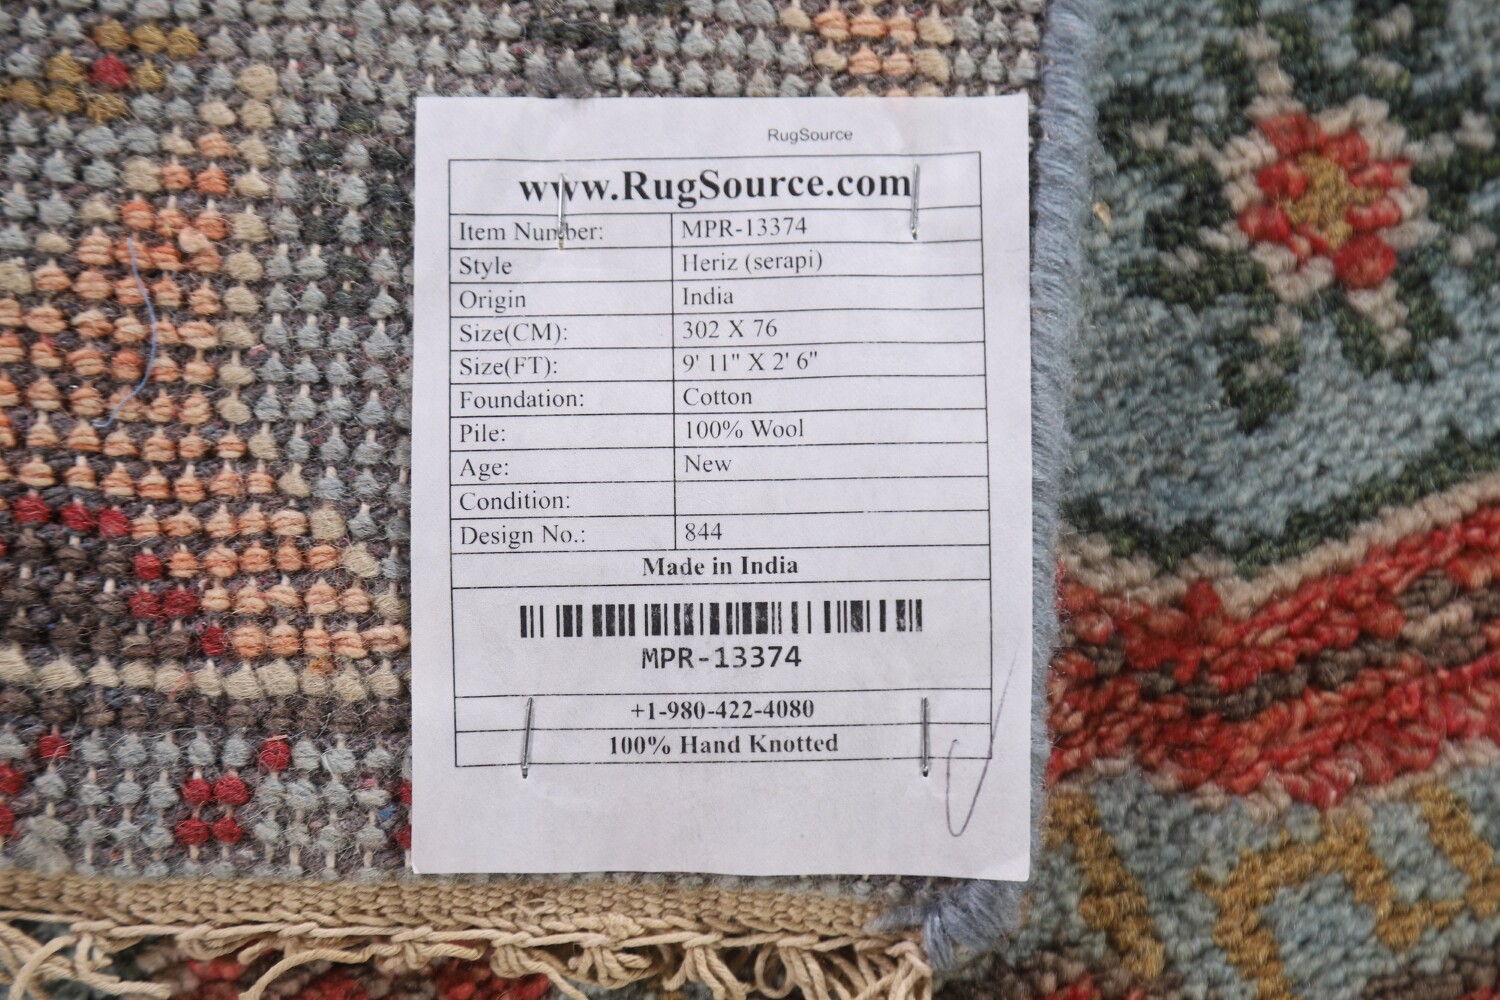 RugSource
www.RugSource.com
Item Number: MPR-13374
Style Heriz (serapi)
Origin India
Size(CM): 302 X 76
Size(FT): 9' 11" X 2' 6"
Foundation: Cotton
Pile: 100% Wool
Age: New
Condition:
Design No.: 844
Made in India
MPR-13374
+1-980-422-4080
100% Hand Knotted